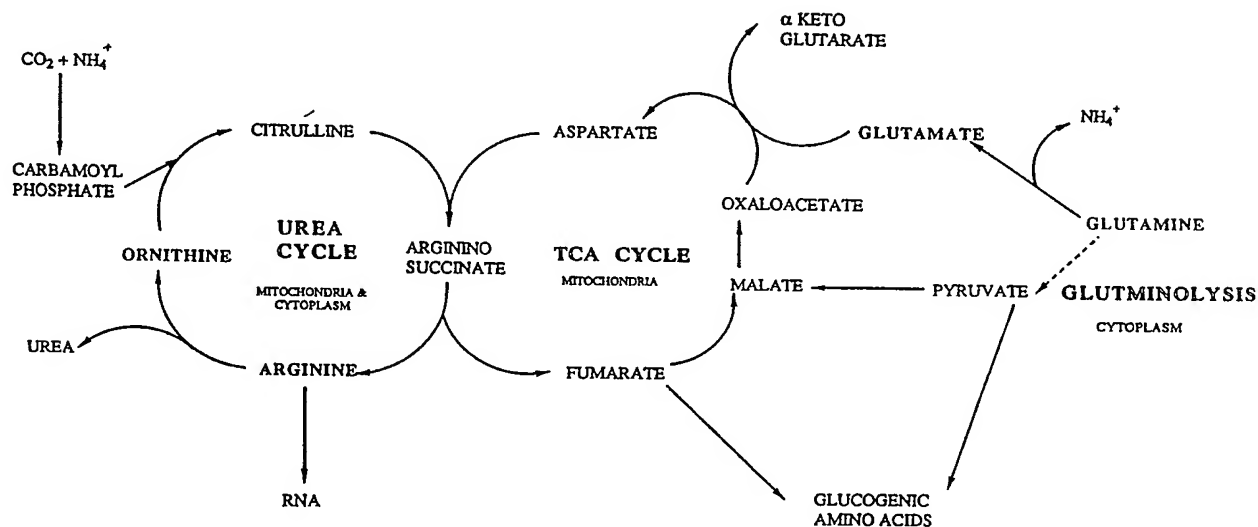 α KETO
GLUTARATE
CO₂ + NH₄⁺
CITRULLINE
ASPARTATE
GLUTAMATE
NH₄⁺
CARBAMOYL
PHOSPHATE
OXALOACETATE
GLUTAMINE
UREA
CYCLE
ORNITHINE
ARGININO
SUCCINATE
TCA CYCLE
MITOCHONDRIA
MITOCHONDRIA &
CYTOPLASM
MALATE
PYRUVATE
GLUTMINOLYSIS
CYTOPLASM
UREA
ARGININE
FUMARATE
RNA
GLUCOGENIC
AMINO ACIDS